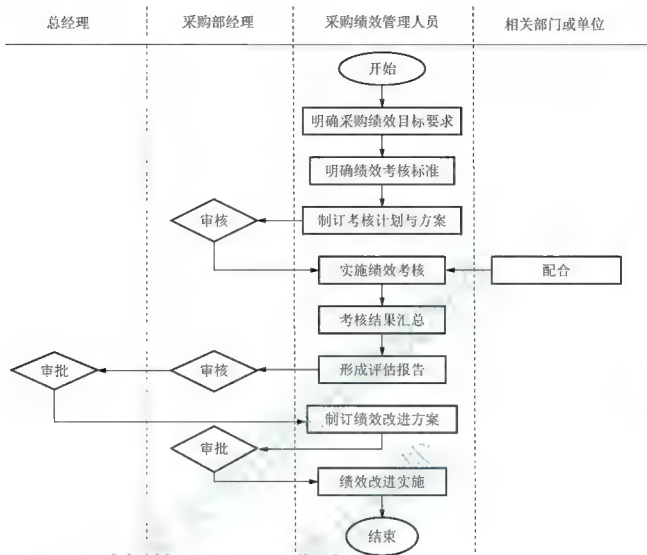 总经理
采购部经理
采购绩效管理人员
相关部门或单位
开始
明确采购绩效目标要求
明确绩效考核标准
审核
制订考核计划与方案
实施绩效考核
配合
考核结果汇总
审批
审核
形成评估报告
制订绩效改进方案
审批
绩效改进实施
结束